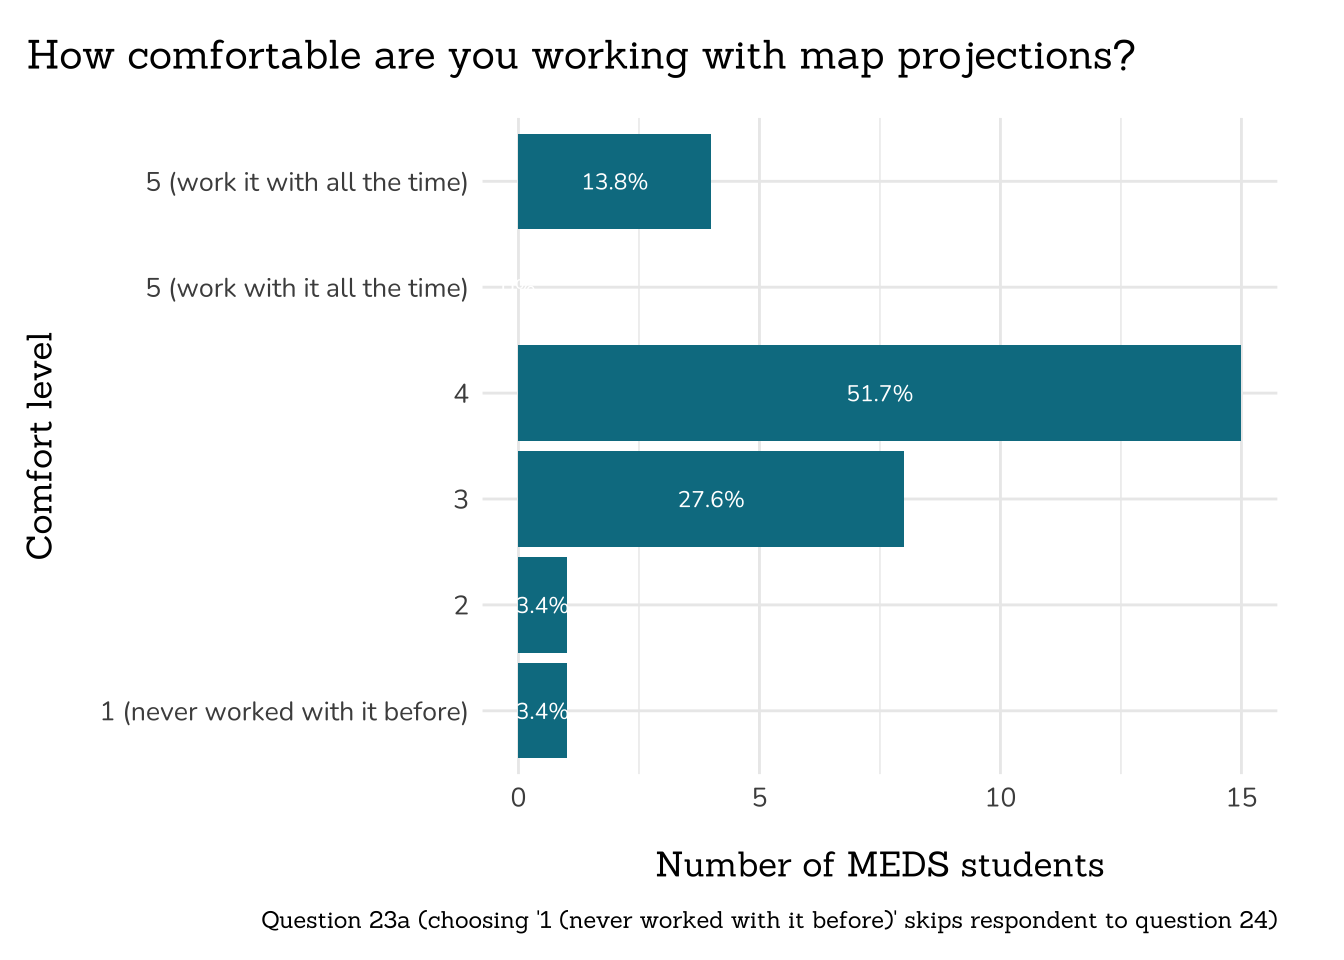 How comfortable are you working with map projections?
5 (work it with all the time)
13.8%
5 (work with it all the time)
4
51.7%
3
27.6%
2
3.4%
1 (never worked with it before)
3.4%
Comfort level
0 5 10 15
Number of MEDS students
Question 23a (choosing '1 (never worked with it before)' skips respondent to question 24)